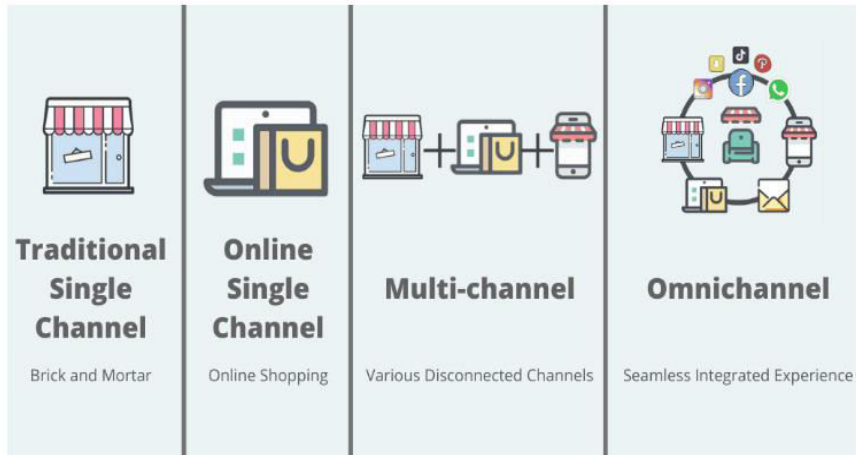 Traditional
Single
Channel
Brick and Mortar
Online
Single
Channel
Online Shopping
Multi-channel
Various Disconnected Channels
Omnichannel
Seamless Integrated Experience